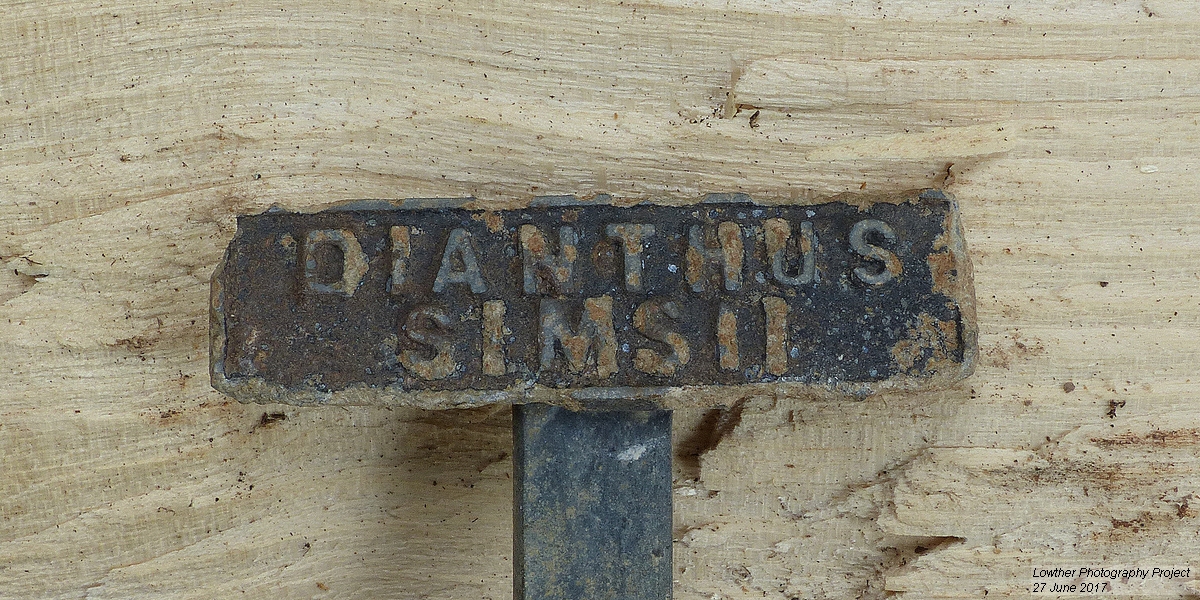 DIANTHUS
SIMSII
Lowther Photography Project
27 June 2017